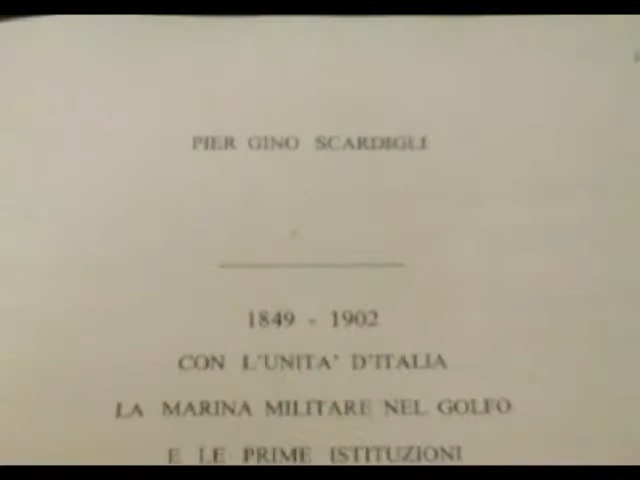 PIER GINO SCARDIGLI
1849 - 1902
CON L'UNITA' D'ITALIA
LA MARINA MILITARE NEL GOLFO
E LE PRIME ISTITUZIONI